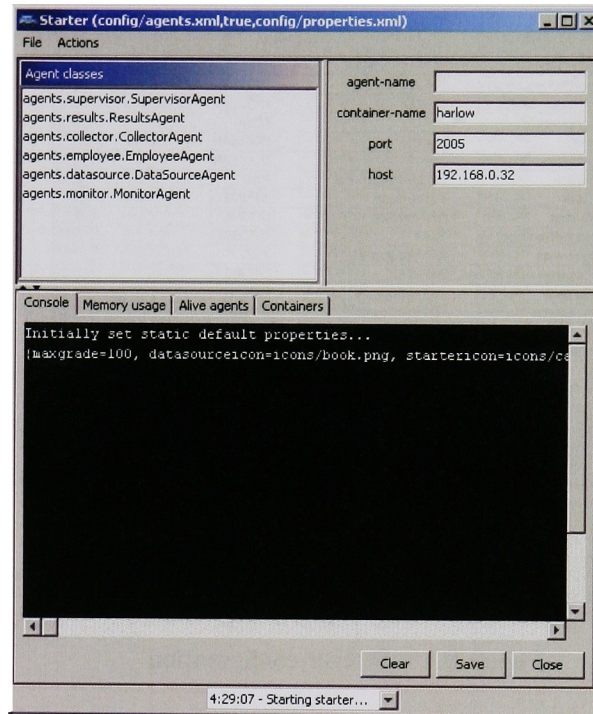 Starter (config/agents.xml,true,config/properties.xml)
File Actions
Agent classes
agents.supervisor.SupervisorAgent
agents.results.ResultsAgent
agents.collector.CollectorAgent
agents.employee.EmployeeAgent
agents.datasource.DataSourceAgent
agents.monitor.MonitorAgent
agent-name
container-name harlow
port 2005
host 192.168.0.32
Console Memory usage Alive agents Containers
Initially set static default properties...
{maxgrade=100, datasourceicon=icons/book.png, startericon=icons/ca
Clear Save Close
4:29:07 - Starting starter...